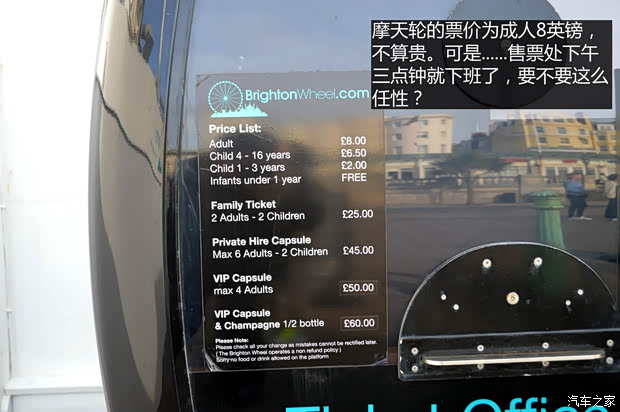 摩天轮的票价为成人8英镑，
不算贵。可是......售票处下午
三点钟就下班了，要不要这么
任性？
BrightonWheel.com
Price List:
Adult £8.00
Child 4 - 16 years £6.50
Child 1 - 3 years £2.00
Infants under 1 year FREE
Family Ticket
2 Adults - 2 Children £25.00
Private Hire Capsule
Max 6 Adults - 2 Children £45.00
VIP Capsule
max 4 Adults £50.00
VIP Capsule
& Champagne 1/2 bottle £60.00
Please Note:
Please check all your change as mistakes cannot be rectified later.
( The Brighton Wheel operates a non refund policy )
Sorry no food or drink allowed on the platform
Ticket Office
汽车之家